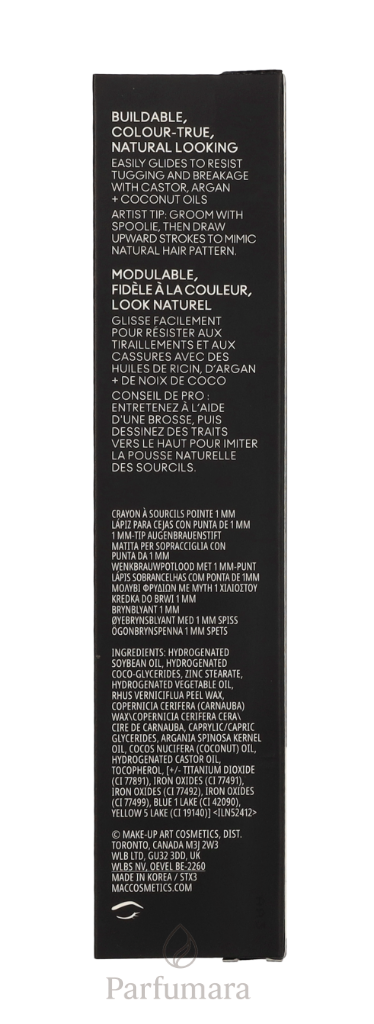 BUILDABLE,
COLOUR-TRUE,
NATURAL LOOKING
EASILY GLIDES TO RESIST
TUGGING AND BREAKAGE
WITH CASTOR, ARGAN
+ COCONUT OILS
ARTIST TIP: GROOM WITH
SPOOLIE, THEN DRAW
UPWARD STROKES TO MIMIC
NATURAL HAIR PATTERN.
MODULABLE,
FIDÈLE À LA COULEUR,
LOOK NATUREL
GLISSE FACILEMENT
POUR RÉSISTER AUX
TIRAILLEMENTS ET AUX
CASSURES AVEC DES
HUILES DE RICIN, D'ARGAN
+ DE NOIX DE COCO
CONSEIL DE PRO :
ENTRETENEZ À L'AIDE
D'UNE BROSSE, PUIS
DESSINEZ DES TRAITS
VERS LE HAUT POUR IMITER
LA POUSSE NATURELLE
DES SOURCILS.
CRAYON À SOURCILS POINTE 1 MM
LÁPIZ PARA CEJAS CON PUNTA DE 1 MM
1 MM-TIP AUGENBRAUENSTIFT
MATITA PER SOPRACCIGLIA CON
PUNTA DA 1 MM
WENKBRAUWPOTLOOD MET 1 MM-PUNT
LÁPIS SOBRANCELHAS COM PONTA DE 1MM
ΜΟΛΥΒΙ ΦΡΥΔΙΩΝ ΜΕ ΜΥΤΗ 1 ΧΙΛΙΟΣΤΟΥ
KREDKA DO BRWI 1 MM
BRYNBLYANT 1 MM
ØYEBRYNSBLYANT MED 1 MM SPISS
ÖGONBRYNSPENNA 1 MM SPETS
INGREDIENTS: HYDROGENATED
SOYBEAN OIL, HYDROGENATED
COCO-GLYCERIDES, ZINC STEARATE,
HYDROGENATED VEGETABLE OIL,
RHUS VERNICIFLUA PEEL WAX,
COPERNICIA CERIFERA (CARNAUBA)
WAX\COPERNICIA CERIFERA CERA\
CIRE DE CARNAUBA, CAPRYLIC/CAPRIC
GLYCERIDES, ARGANIA SPINOSA KERNEL
OIL, COCOS NUCIFERA (COCONUT) OIL,
HYDROGENATED CASTOR OIL,
TOCOPHEROL, [+/- TITANIUM DIOXIDE
(CI 77891), IRON OXIDES (CI 77491),
IRON OXIDES (CI 77492), IRON OXIDES
(CI 77499), BLUE 1 LAKE (CI 42090),
YELLOW 5 LAKE (CI 19140)] <ILN52412>
© MAKE-UP ART COSMETICS, DIST.
TORONTO, CANADA M3J 2W3
WLB LTD, GU32 3DD, UK
WLBS NV, OEVEL BE-2260
MADE IN KOREA / STX3
MACCOSMETICS.COM
Parfumara